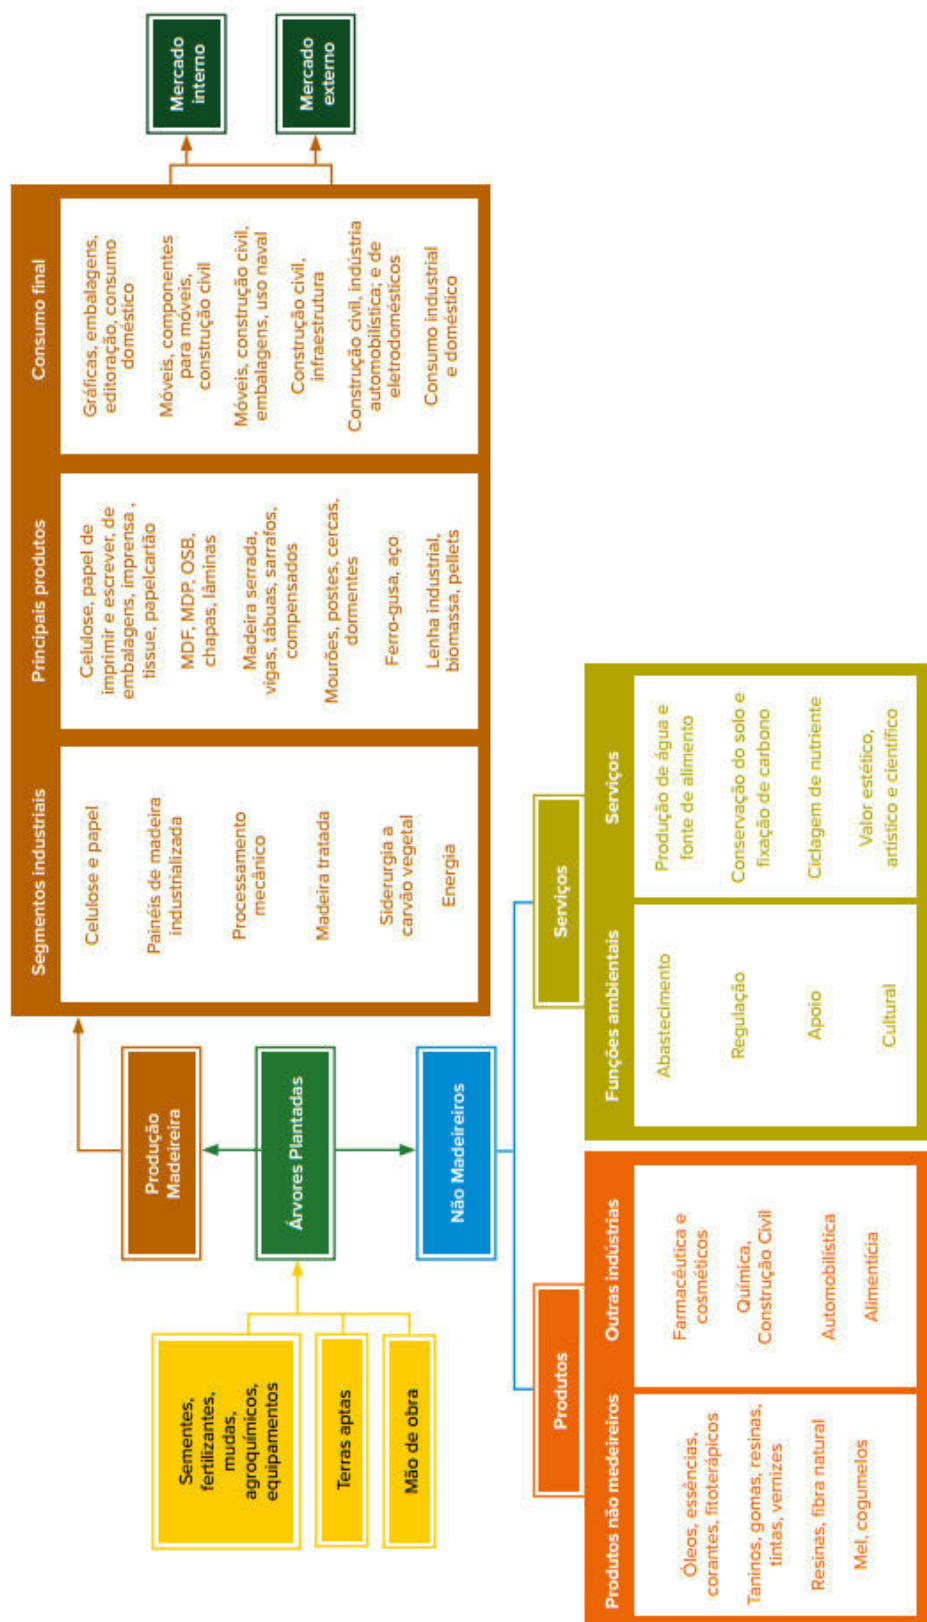 Sementes,
fertilizantes,
mudas,
agroquímicos,
equipamentos
Terras aptas
Mão de obra
Produção
Madeireira
Árvores Plantadas
Não Madeireiros
Segmentos industriais
Celulose e papel
Painéis de madeira
industrializada
Processamento
mecânico
Madeira tratada
Siderurgia a
carvão vegetal
Energia
Principais produtos
Celulose, papel de
imprimir e escrever, de
embalagens, imprensa ,
tissue, papelcartão
MDF, MDP, OSB,
chapas, lâminas
Madeira serrada,
vigas, tábuas, sarrafos,
compensados
Mourões, postes, cercas,
dormentes
Ferro-gusa, aço
Lenha industrial,
biomassa, pellets
Consumo final
Gráficas, embalagens,
editoração, consumo
doméstico
Móveis, componentes
para móveis,
construção civil
Móveis, construção civil,
embalagens, uso naval
Construção civil,
infraestrutura
Construção civil, indústria
automobilística; e de
eletrodomésticos
Consumo industrial
e doméstico
Mercado
interno
Mercado
externo
Produtos
Produtos não medeireiros
Óleos, essências,
corantes, fitoterápicos
Taninos, gomas, resinas,
tintas, vernizes
Resinas, fibra natural
Mel, cogumelos
Outras indústrias
Farmacêutica e
cosméticos
Química,
Construção Civil
Automobilística
Alimentícia
Serviços
Funções ambientais
Abastecimento
Regulação
Apoio
Cultural
Serviços
Produção de água e
fonte de alimento
Conservação do solo e
fixação de carbono
Ciclagem de nutriente
Valor estético,
artístico e científico